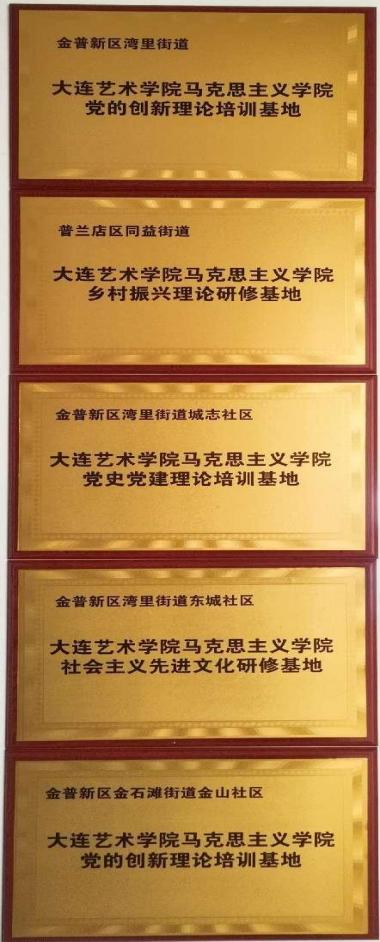 金普新区湾里街道
大连艺术学院马克思主义学院
党的创新理论培训基地
普兰店区同益街道
大连艺术学院马克思主义学院
乡村振兴理论研修基地
金普新区湾里街道城志社区
大连艺术学院马克思主义学院
党史党建理论培训基地
金普新区湾里街道东城社区
大连艺术学院马克思主义学院
社会主义先进文化研修基地
金普新区金石滩街道金山社区
大连艺术学院马克思主义学院
党的创新理论培训基地